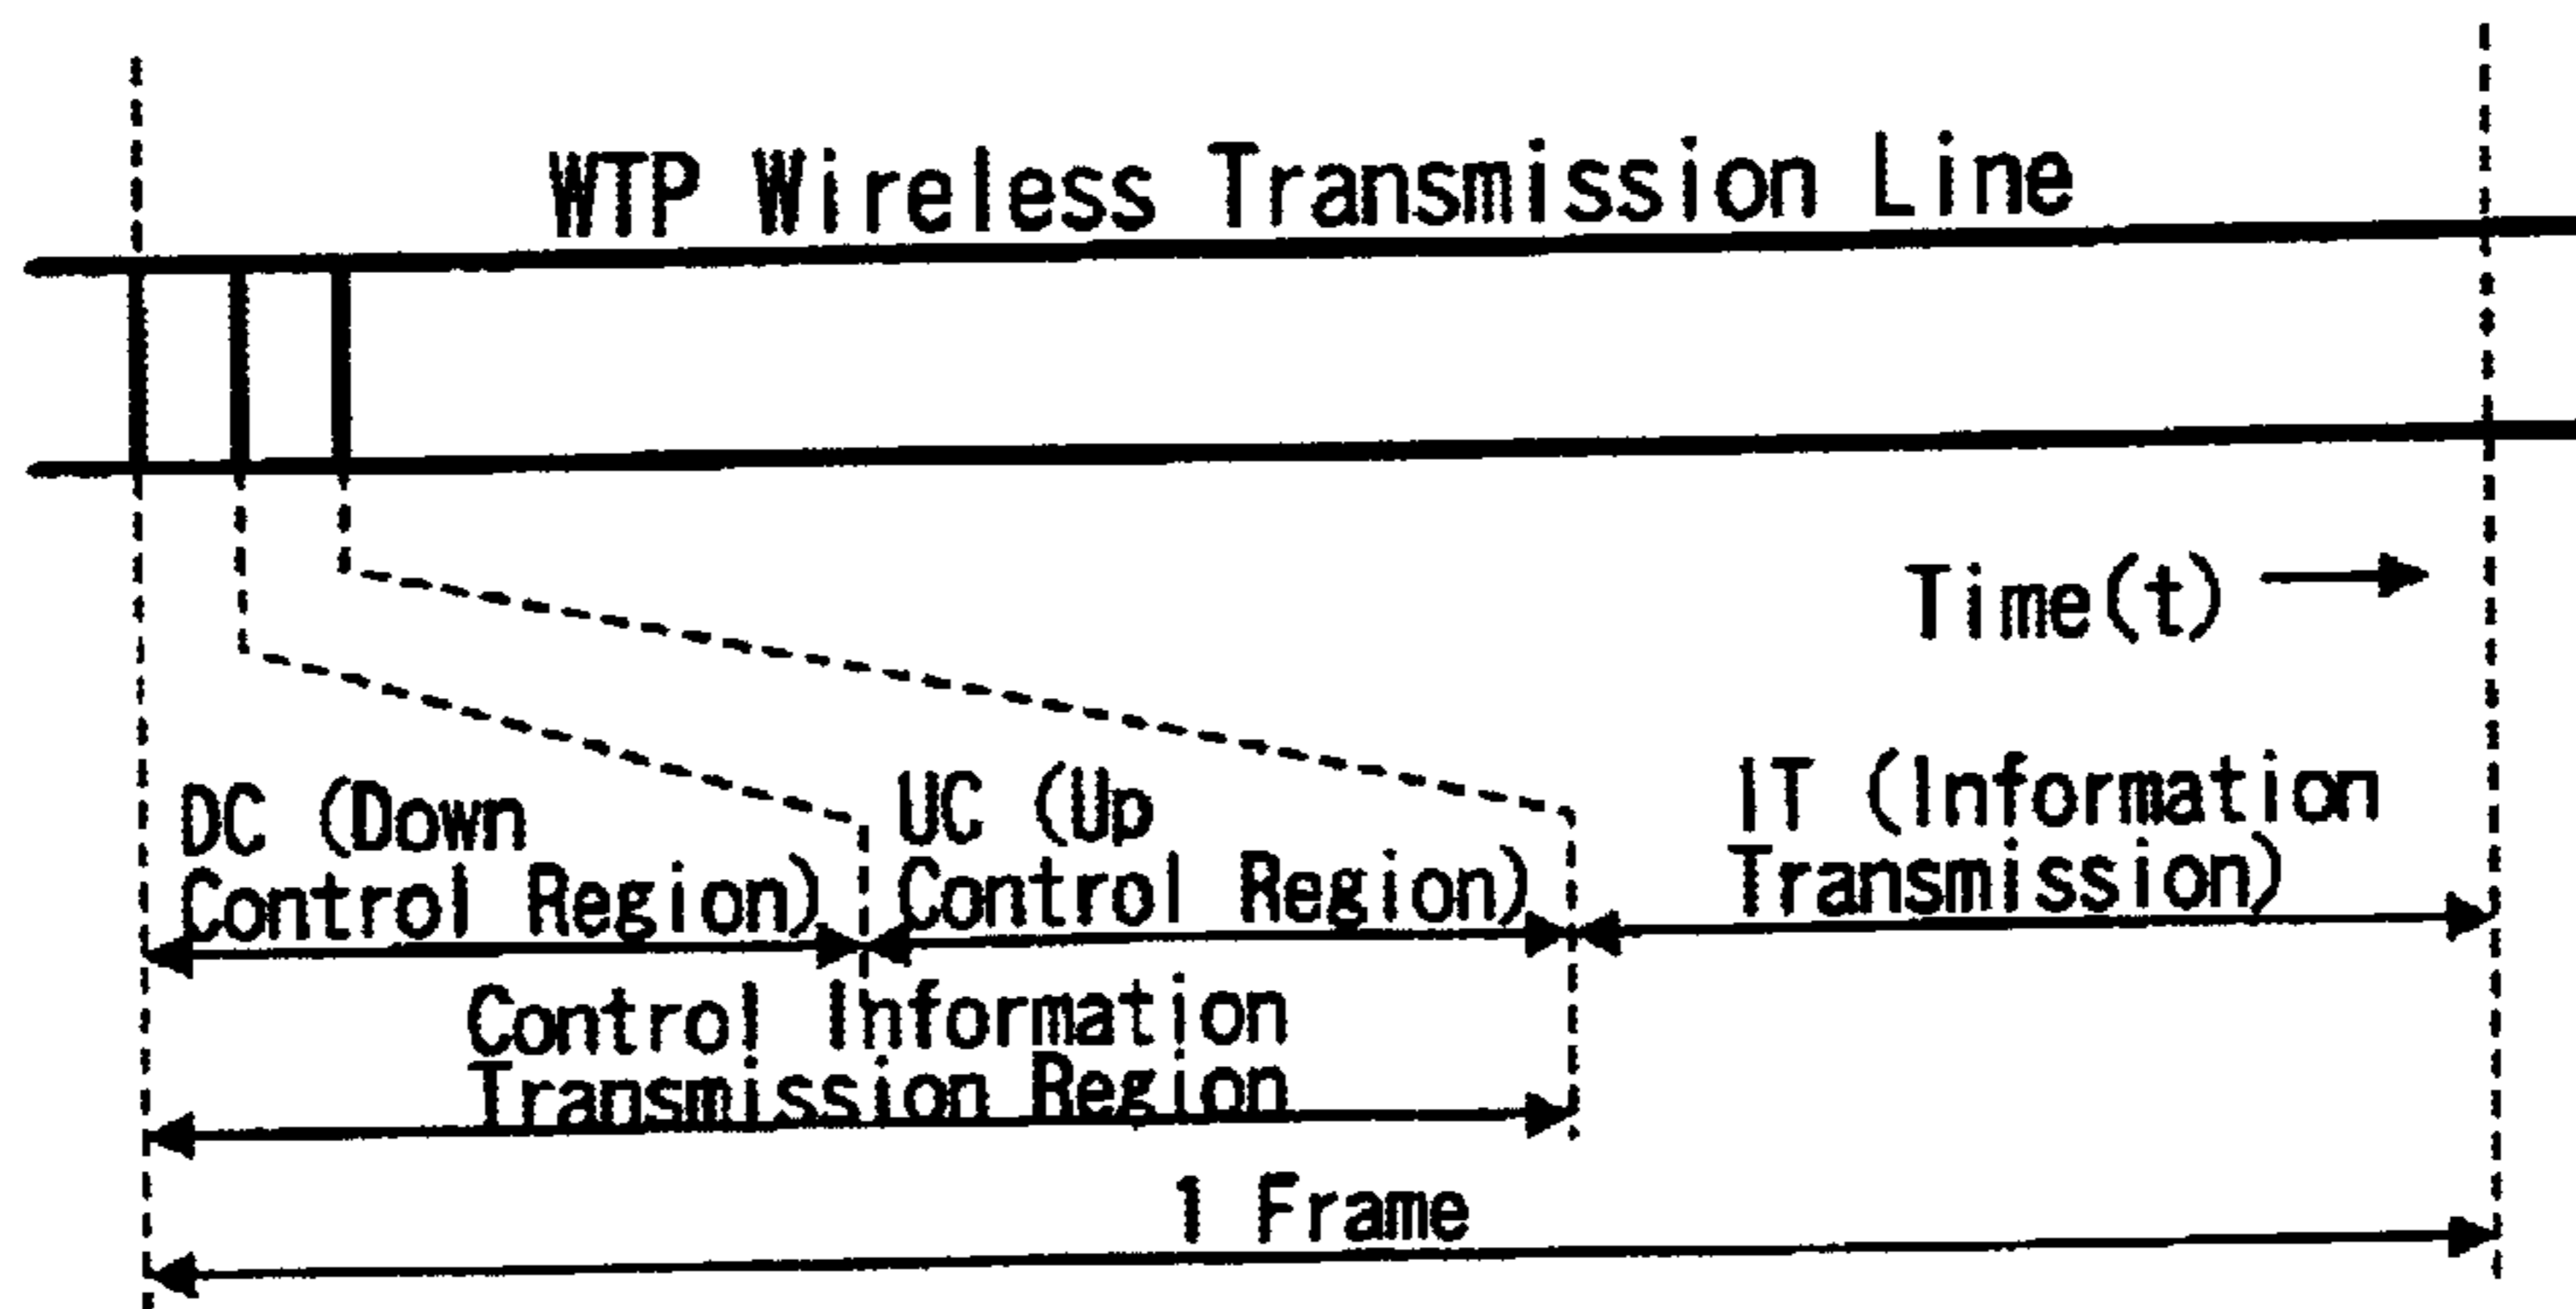 WTP Wireless Transmission Line
Time(t)
DC (Down
Control Region)
UC (Up
Control Region)
IT (Information
Transmission)
Control Information
Transmission Region
1 Frame